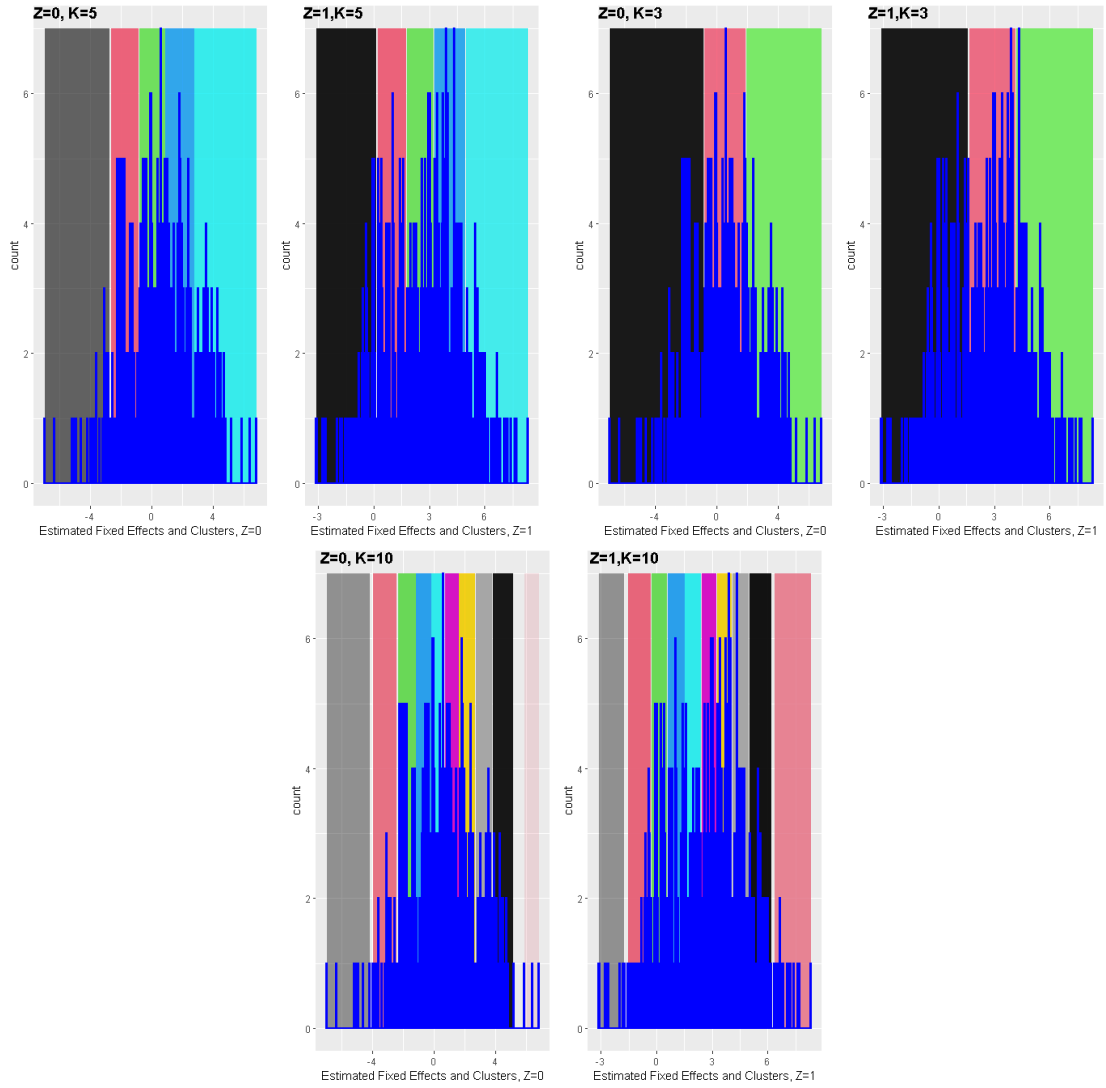 Z=0, K=5
Z=1,K=5
Z=0, K=3
Z=1,K=3
count
6
4
2
0
-4
0
4
Estimated Fixed Effects and Clusters, Z=0
count
6
4
2
0
-3
0
3
6
Estimated Fixed Effects and Clusters, Z=1
count
6
4
2
0
-4
0
4
Estimated Fixed Effects and Clusters, Z=0
count
6
4
2
0
-3
0
3
6
Estimated Fixed Effects and Clusters, Z=1
Z=0, K=10
Z=1,K=10
count
6
4
2
0
-4
0
4
Estimated Fixed Effects and Clusters, Z=0
count
6
4
2
0
-3
0
3
6
Estimated Fixed Effects and Clusters, Z=1